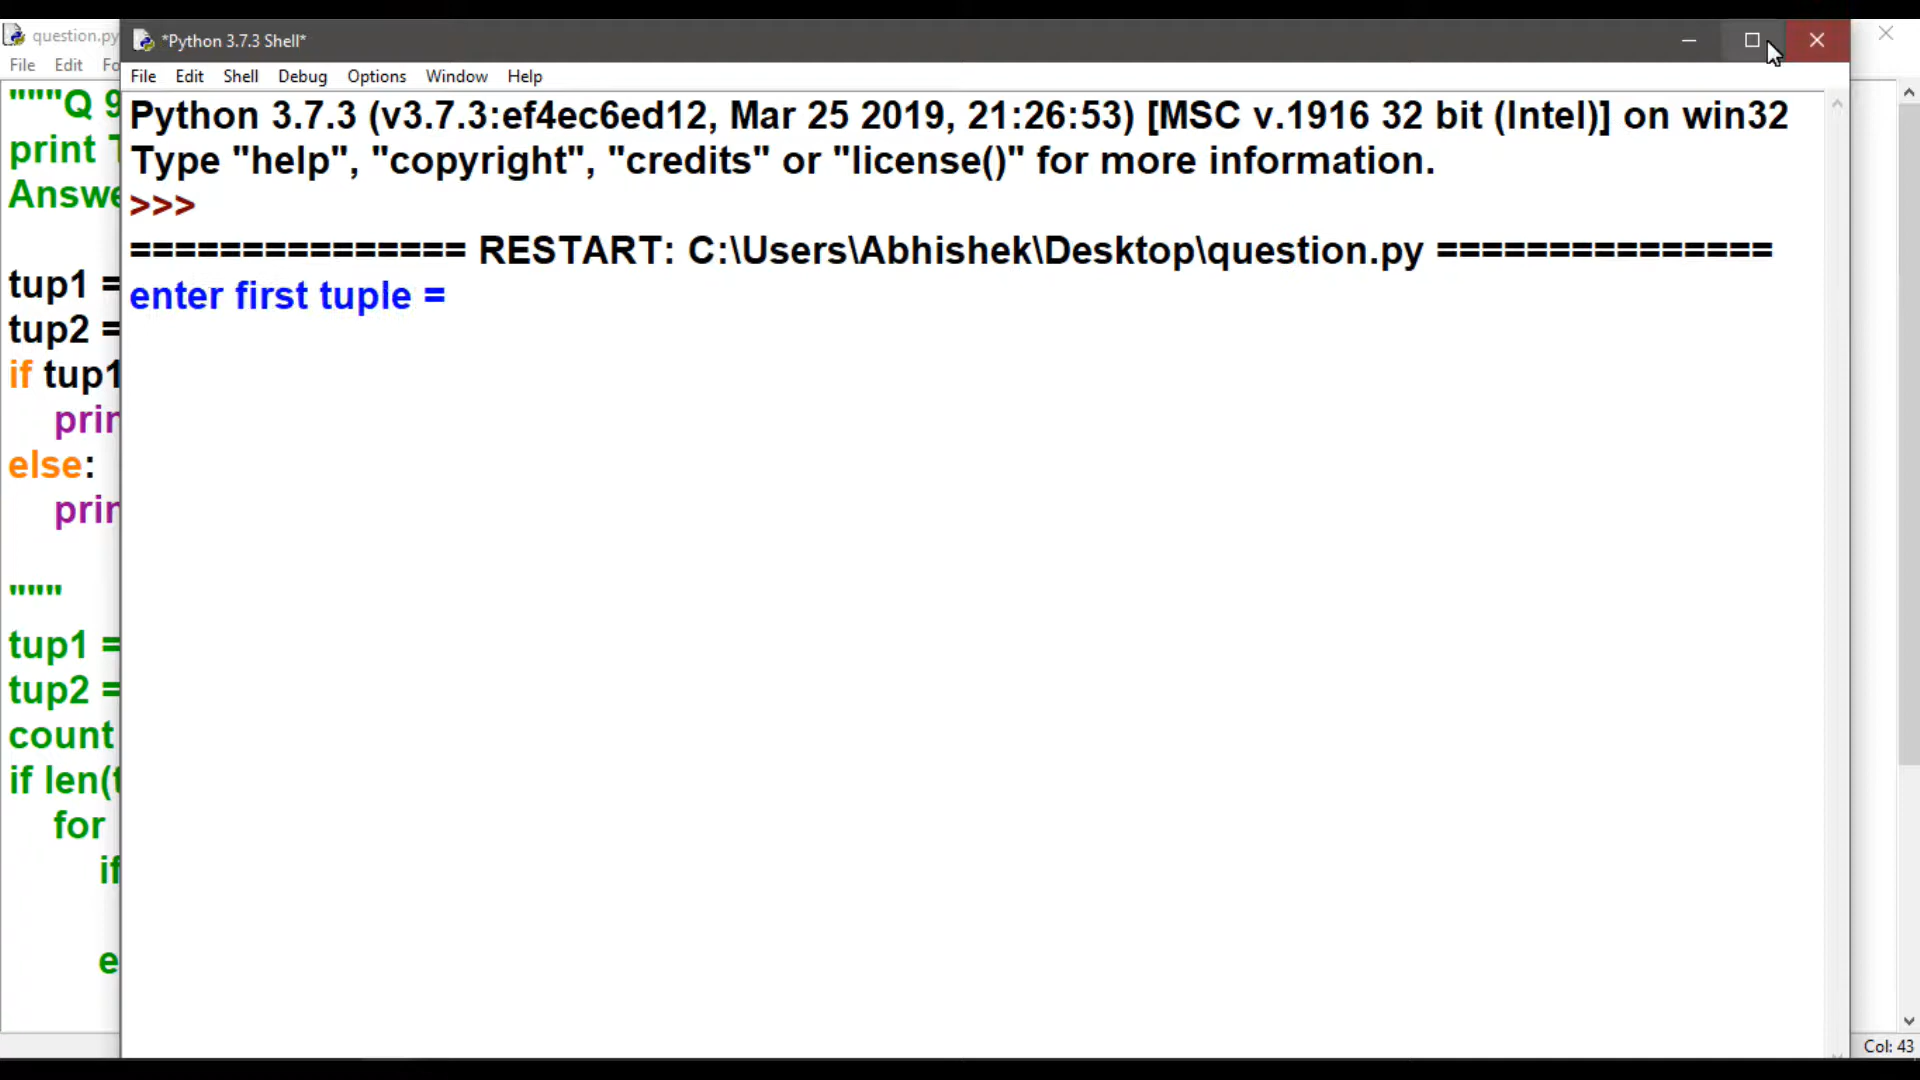 question.py
File Edit Fo
*Python 3.7.3 Shell*
File Edit Shell Debug Options Window Help
Python 3.7.3 (v3.7.3:ef4ec6ed12, Mar 25 2019, 21:26:53) [MSC v.1916 32 bit (Intel)] on win32
Type "help", "copyright", "credits" or "license()" for more information.
>>>
=============== RESTART: C:\Users\Abhishek\Desktop\question.py ===============
enter first tuple =
"""Q 9
print T
Answe
tup1 =
tup2 =
if tup1
prin
else:
prin
"""
tup1 =
tup2 =
count
if len(t
for
if
e
Col: 43